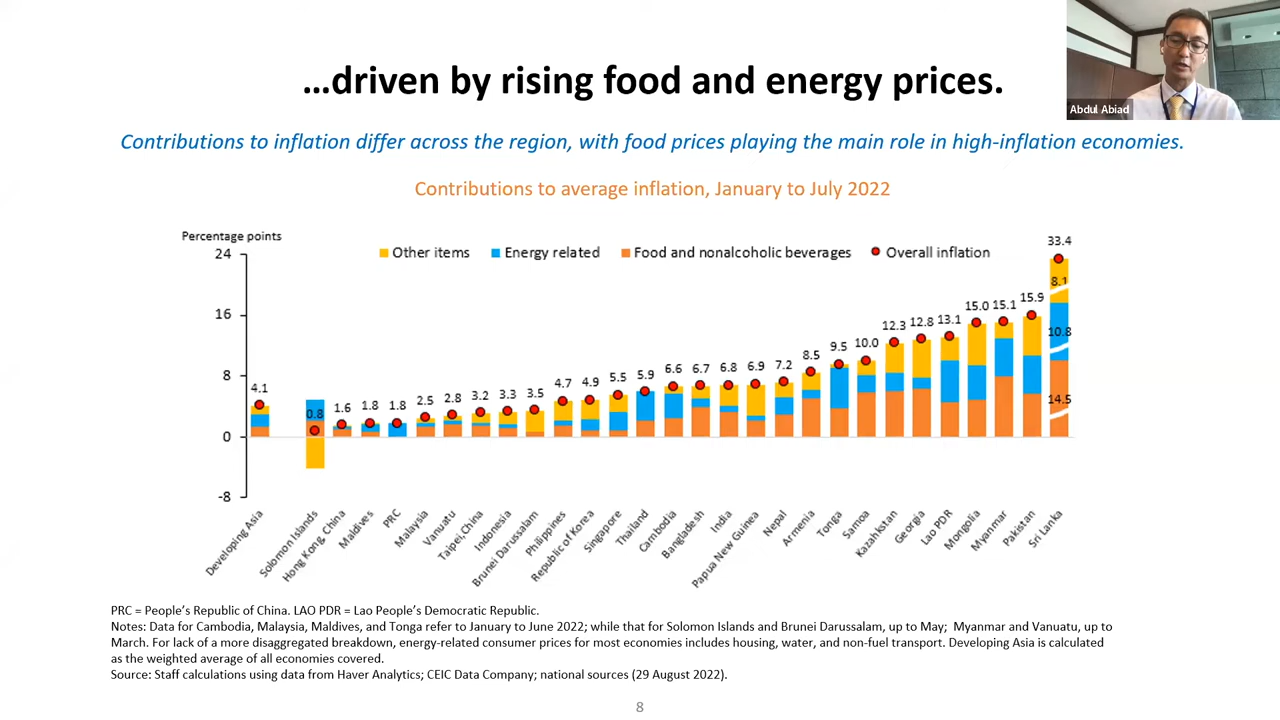 Abdul Abiad
…driven by rising food and energy prices.
Contributions to inflation differ across the region, with food prices playing the main role in high-inflation economies.
Contributions to average inflation, January to July 2022
Percentage points
Other items
Energy related
Food and nonalcoholic beverages
Overall inflation
24
16
8
0
-8
4.1
0.8
1.6
1.8
1.8
2.5
2.8
3.2
3.3
3.5
4.7
4.9
5.5
5.9
6.6
6.7
6.8
6.9
7.2
8.5
9.5
10.0
12.3
12.8
13.1
15.0
15.1
15.9
33.4
8.1
10.8
14.5
Developing Asia
Solomon Islands
Hong Kong, China
Maldives
PRC
Malaysia
Vanuatu
Taipei,China
Indonesia
Brunei Darussalam
Philippines
Republic of Korea
Singapore
Thailand
Cambodia
Bangladesh
India
Papua New Guinea
Nepal
Armenia
Tonga
Samoa
Kazahkstan
Georgia
Lao PDR
Mongolia
Myanmar
Pakistan
Sri Lanka
PRC = People’s Republic of China. LAO PDR = Lao People’s Democratic Republic.
Notes: Data for Cambodia, Malaysia, Maldives, and Tonga refer to January to June 2022; while that for Solomon Islands and Brunei Darussalam, up to May; Myanmar and Vanuatu, up to
March. For lack of a more disaggregated breakdown, energy-related consumer prices for most economies includes housing, water, and non-fuel transport. Developing Asia is calculated
as the weighted average of all economies covered.
Source: Staff calculations using data from Haver Analytics; CEIC Data Company; national sources (29 August 2022).
8